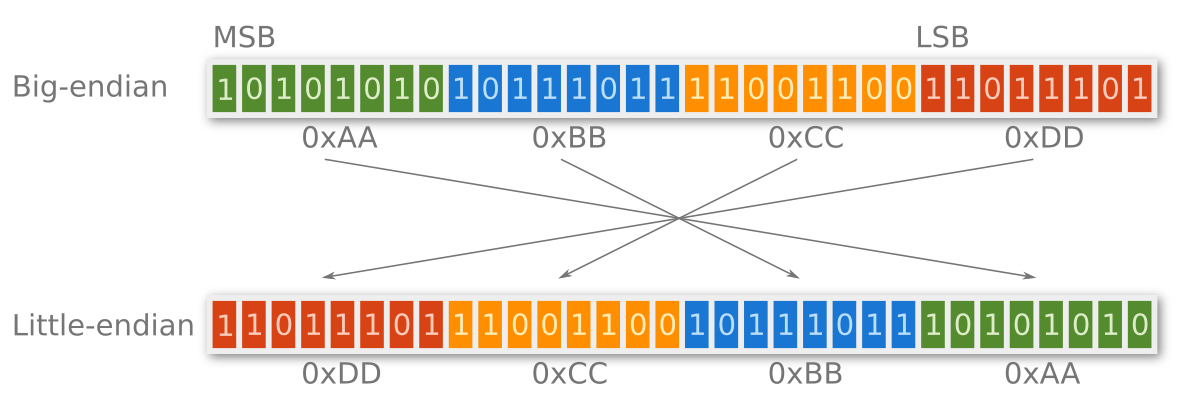 MSB LSB
Big-endian 1 0 1 0 1 0 1 0 1 0 1 1 1 0 1 1 1 1 0 0 1 1 0 0 1 1 0 1 1 1 0 1
0xAA 0xBB 0xCC 0xDD
Little-endian 1 1 0 1 1 1 0 1 1 1 0 0 1 1 0 0 1 0 1 1 1 0 1 1 1 0 1 0 1 0 1 0
0xDD 0xCC 0xBB 0xAA